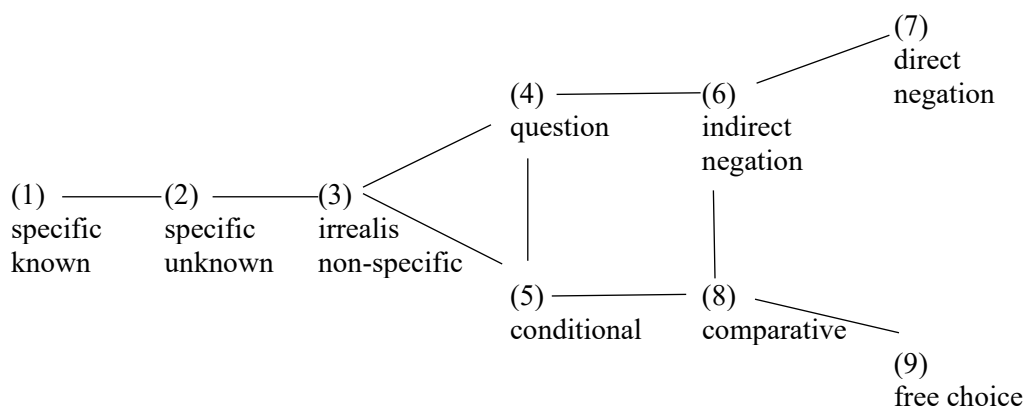 (1)
specific
known
(2)
specific
unknown
(3)
irrealis
non-specific
(4)
question
(5)
conditional
(6)
indirect
negation
(7)
direct
negation
(8)
comparative
(9)
free choice